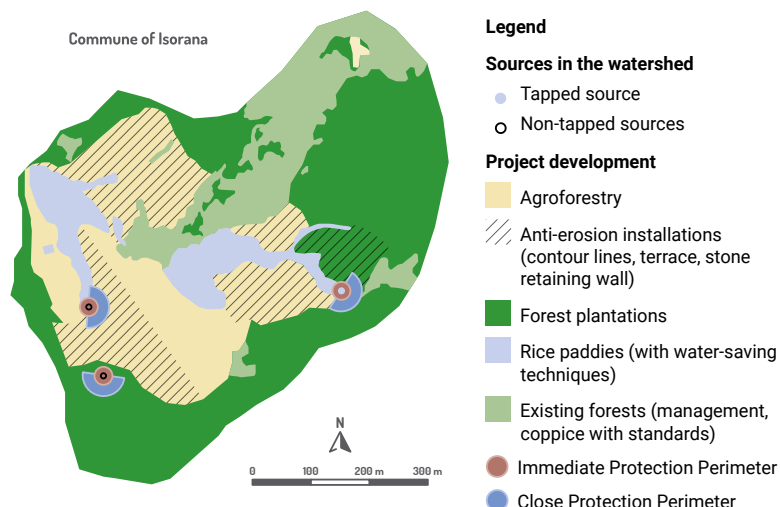 Commune of Isorana
Legend
Sources in the watershed
Tapped source
Non-tapped sources
Project development
Agroforestry
Anti-erosion installations
(contour lines, terrace, stone
retaining wall)
Forest plantations
Rice paddies (with water-saving
techniques)
Existing forests (management,
coppice with standards)
Immediate Protection Perimeter
Close Protection Perimeter
N
0 100 200 m 300 m